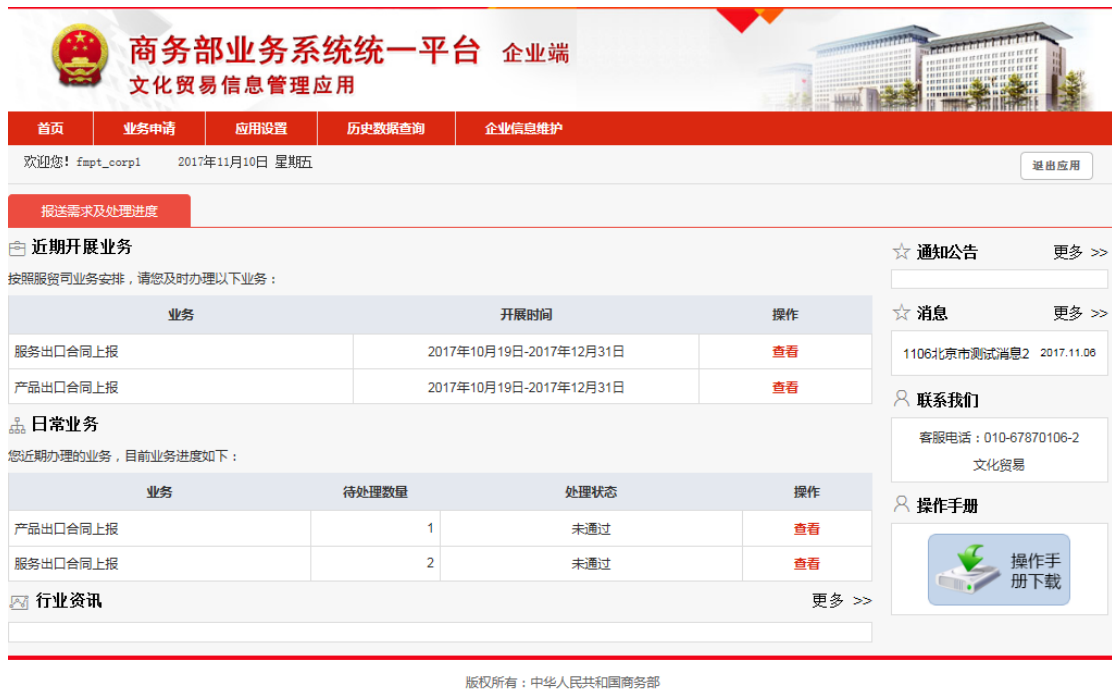 商务部业务系统统一平台 企业端
文化贸易信息管理应用
首页 业务申请 应用设置 历史数据查询 企业信息维护
欢迎您! fmpt_corp1 2017年11月10日 星期五 退出应用
报送需求及处理进度
近期开展业务
按照服贸司业务安排，请您及时办理以下业务：
业务 开展时间 操作
服务出口合同上报 2017年10月19日-2017年12月31日 查看
产品出口合同上报 2017年10月19日-2017年12月31日 查看
日常业务
您近期办理的业务，目前业务进度如下：
业务 待处理数量 处理状态 操作
产品出口合同上报 1 未通过 查看
服务出口合同上报 2 未通过 查看
行业资讯 更多 >>
通知公告 更多 >>
消息 更多 >>
1106北京市测试消息2 2017.11.06
联系我们
客服电话：010-67870106-2
文化贸易
操作手册
操作手
册下载
版权所有：中华人民共和国商务部